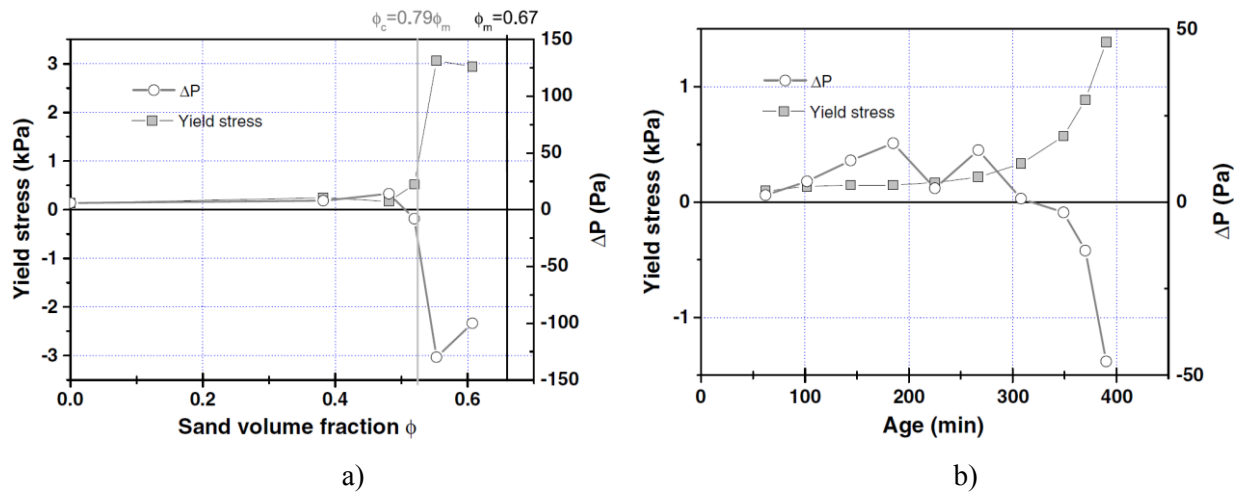 ϕc=0.79ϕm
ϕm=0.67
3
2
1
0
-1
-2
-3
Yield stress (kPa)
ΔP
Yield stress
150
100
50
0
-50
-100
-150
ΔP (Pa)
0.0
0.2
0.4
0.6
Sand volume fraction ϕ
a)
1
0
-1
Yield stress (kPa)
ΔP
Yield stress
50
0
-50
ΔP (Pa)
0
100
200
300
400
Age (min)
b)